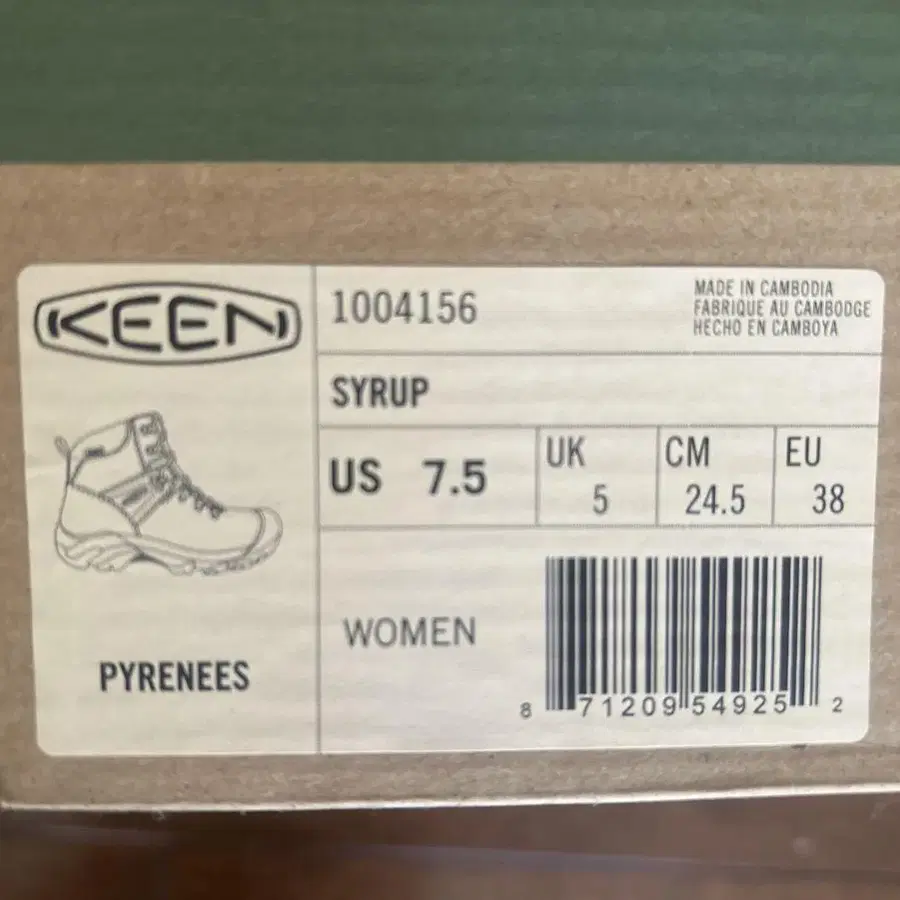 KEEN
1004156
MADE IN CAMBODIA
FABRIQUE AU CAMBODGE
HECHO EN CAMBOYA
SYRUP
US 7.5
UK
5
CM
24.5
EU
38
PYRENEES
WOMEN
8 71209 54925 2